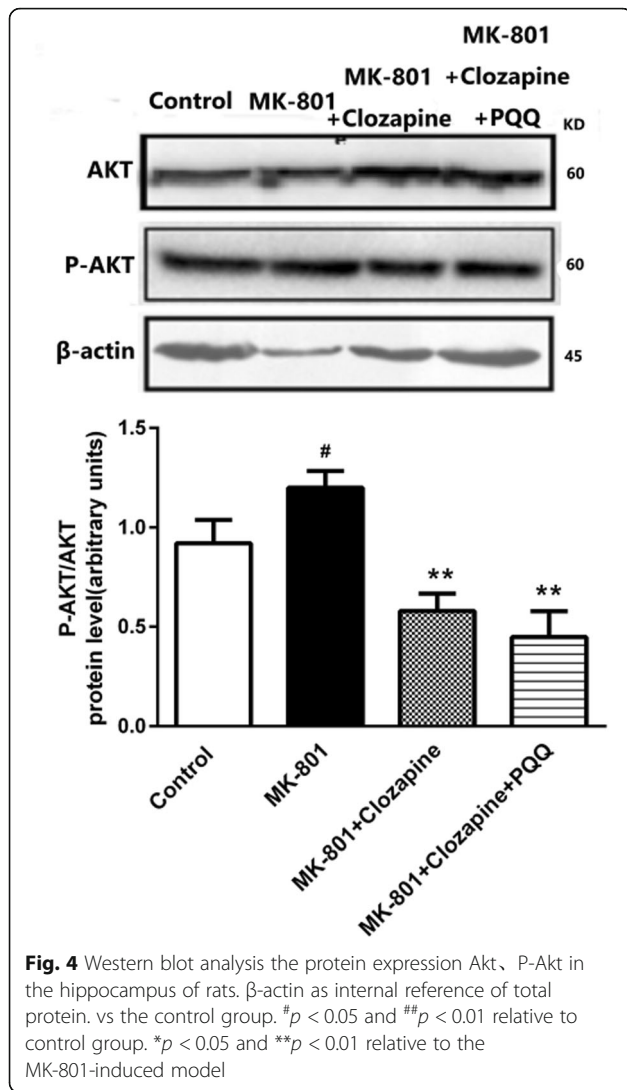 MK-801
MK-801 +Clozapine
Control MK-801 +Clozapine +PQQ KD
AKT 60
P-AKT 60
β-actin 45
1.5
1.0
0.5
0.0
P-AKT/AKT
protein level(arbitrary units)
#
**
**
Control
MK-801
MK-801+Clozapine
MK-801+Clozapine+PQQ
Fig. 4 Western blot analysis the protein expression Akt、P-Akt in
the hippocampus of rats. β-actin as internal reference of total
protein. vs the control group. #p < 0.05 and ##p < 0.01 relative to
control group. *p < 0.05 and **p < 0.01 relative to the
MK-801-induced model